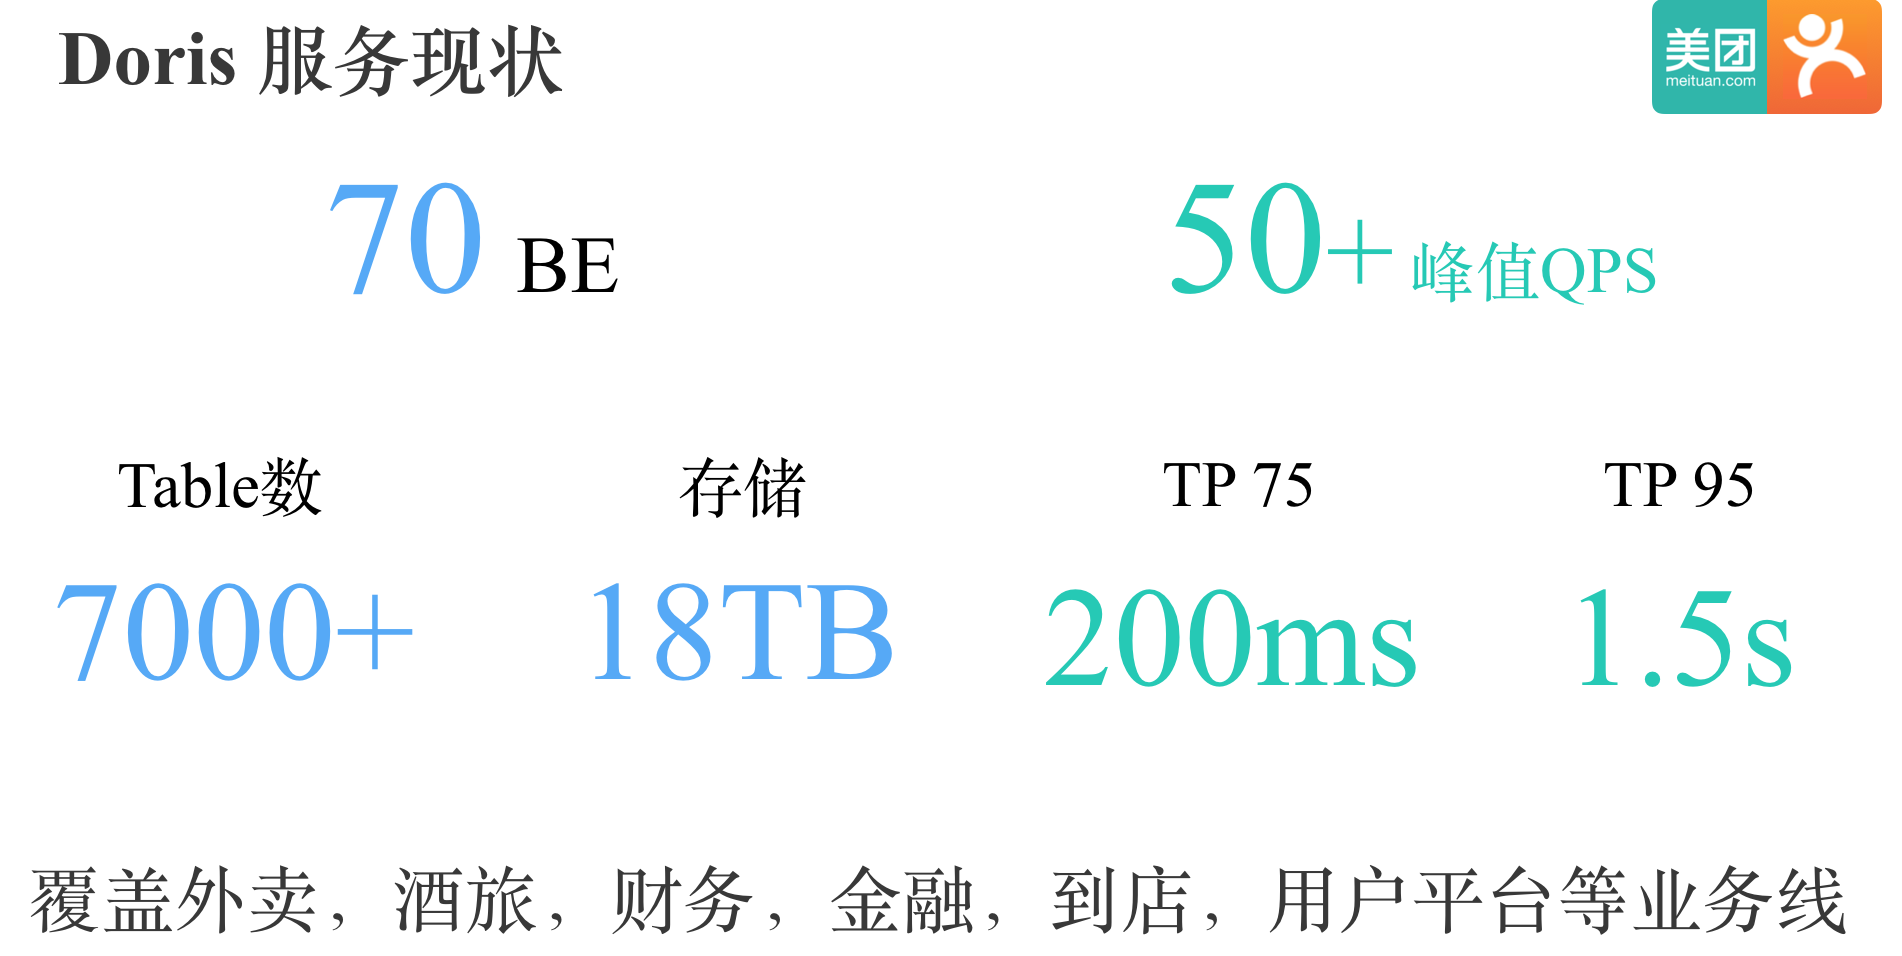 Doris 服务现状
美团
meituan.com
70 BE
50+ 峰值QPS
Table数
存储
TP 75
TP 95
7000+
18TB
200ms
1.5s
覆盖外卖，酒旅，财务，金融，到店，用户平台等业务线